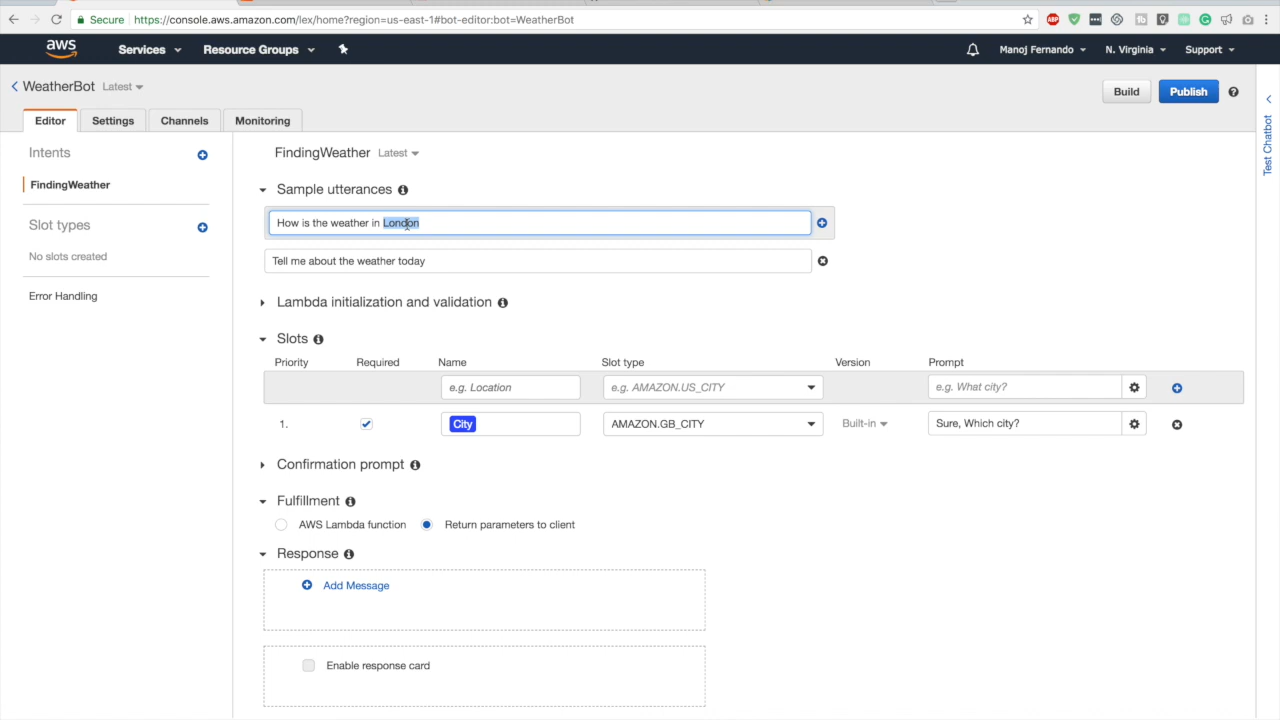 Secure https://console.aws.amazon.com/lex/home?region=us-east-1#bot-editor:bot=WeatherBot
ABP
aws Services Resource Groups Manoj Fernando N. Virginia Support
WeatherBot Latest
Build Publish ?
Editor Settings Channels Monitoring
Test Chatbot
Intents
FindingWeather
Slot types
No slots created
Error Handling
FindingWeather Latest
Sample utterances
How is the weather in London
Tell me about the weather today
Lambda initialization and validation
Slots
Priority Required Name Slot type Version Prompt
e.g. Location e.g. AMAZON.US_CITY e.g. What city?
1. City AMAZON.GB_CITY Built-in Sure, Which city?
Confirmation prompt
Fulfillment
AWS Lambda function Return parameters to client
Response
Add Message
Enable response card